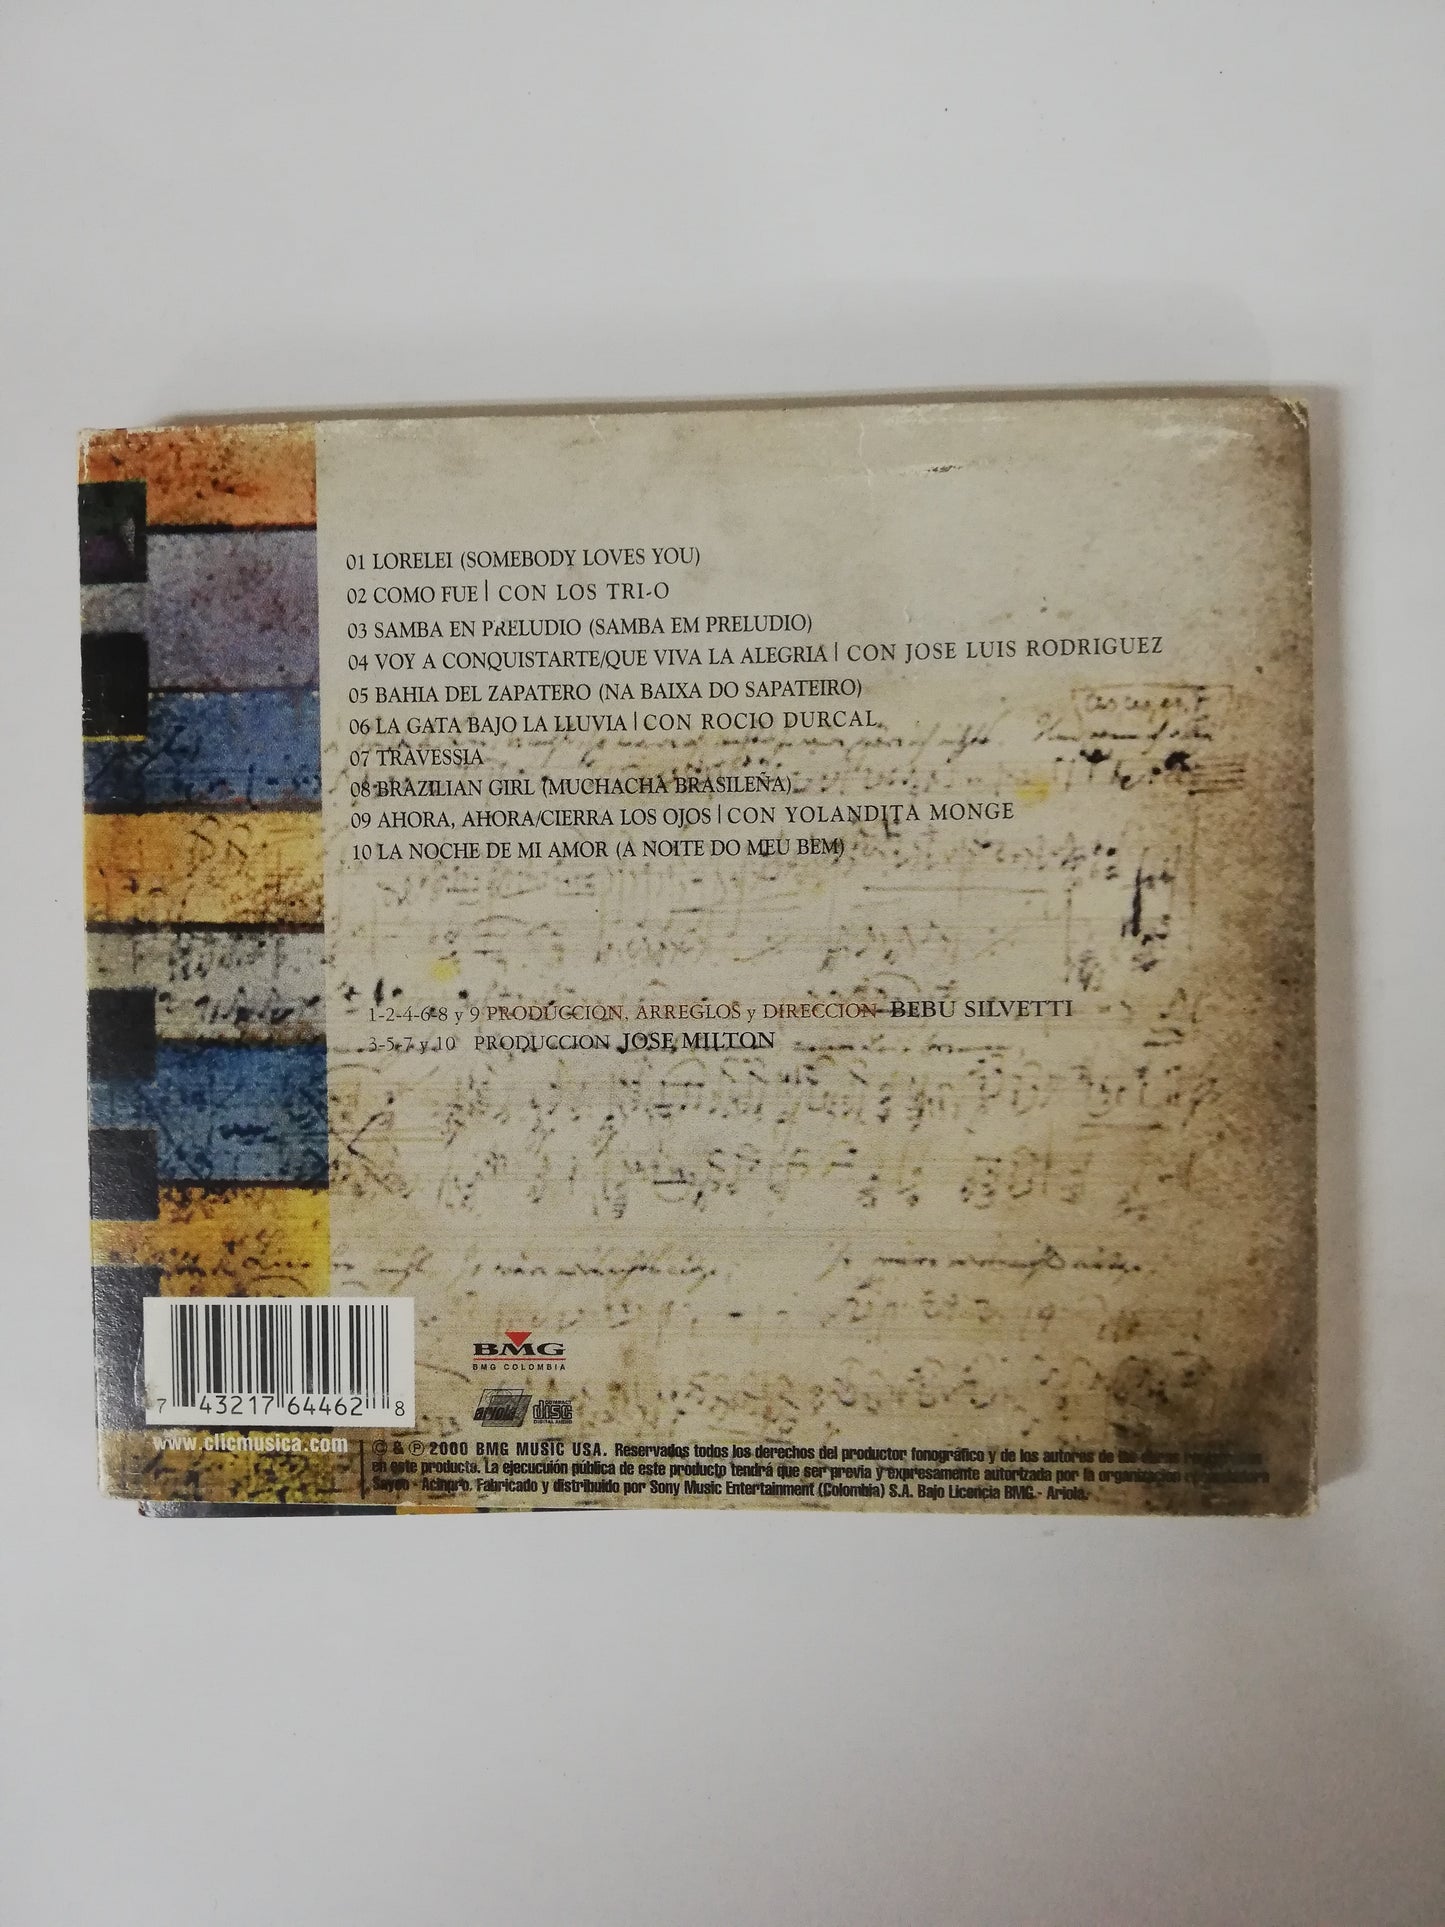 01 LORELEI (SOMEBODY LOVES YOU)
02 COMO FUE | CON LOS TRI-O
03 SAMBA EN PRELUDIO (SAMBA EM PRELUDIO)
04 VOY A CONQUISTARTE/QUE VIVA LA ALEGRIA | CON JOSE LUIS RODRIGUEZ
05 BAHIA DEL ZAPATERO (NA BAIXA DO SAPATEIRO)
06 LA GATA BAJO LA LLUVIA | CON ROCIO DURCAL
07 TRAVESSIA
08 BRAZILIAN GIRL (MUCHACHA BRASILEÑA)
09 AHORA, AHORA/CIERRA LOS OJOS | CON YOLANDITA MONGE
10 LA NOCHE DE MI AMOR (A NOITE DO MEU BEM)
1-2-4-6-8 y 9 PRODUCCION, ARREGLOS y DIRECCION BEBU SILVETTI
3-5-7 y 10 PRODUCCION JOSE MILTON
BMG
BMG COLOMBIA
ariola
COMPACT
disc
DIGITAL AUDIO
7 43217 64462 8
www.clicmusica.com
© & ℗ 2000 BMG MUSIC USA. Reservados todos los derechos del productor fonográfico y de los autores de las obras
en este producto. La ejecucuión pública de este producto tendrá que ser previa y expresamente autorizada por la organización
Sayco - Acinpro. Fabricado y distribuido por Sony Music Entertainment (Colombia) S.A. Bajo Licencia BMG - Ariola.